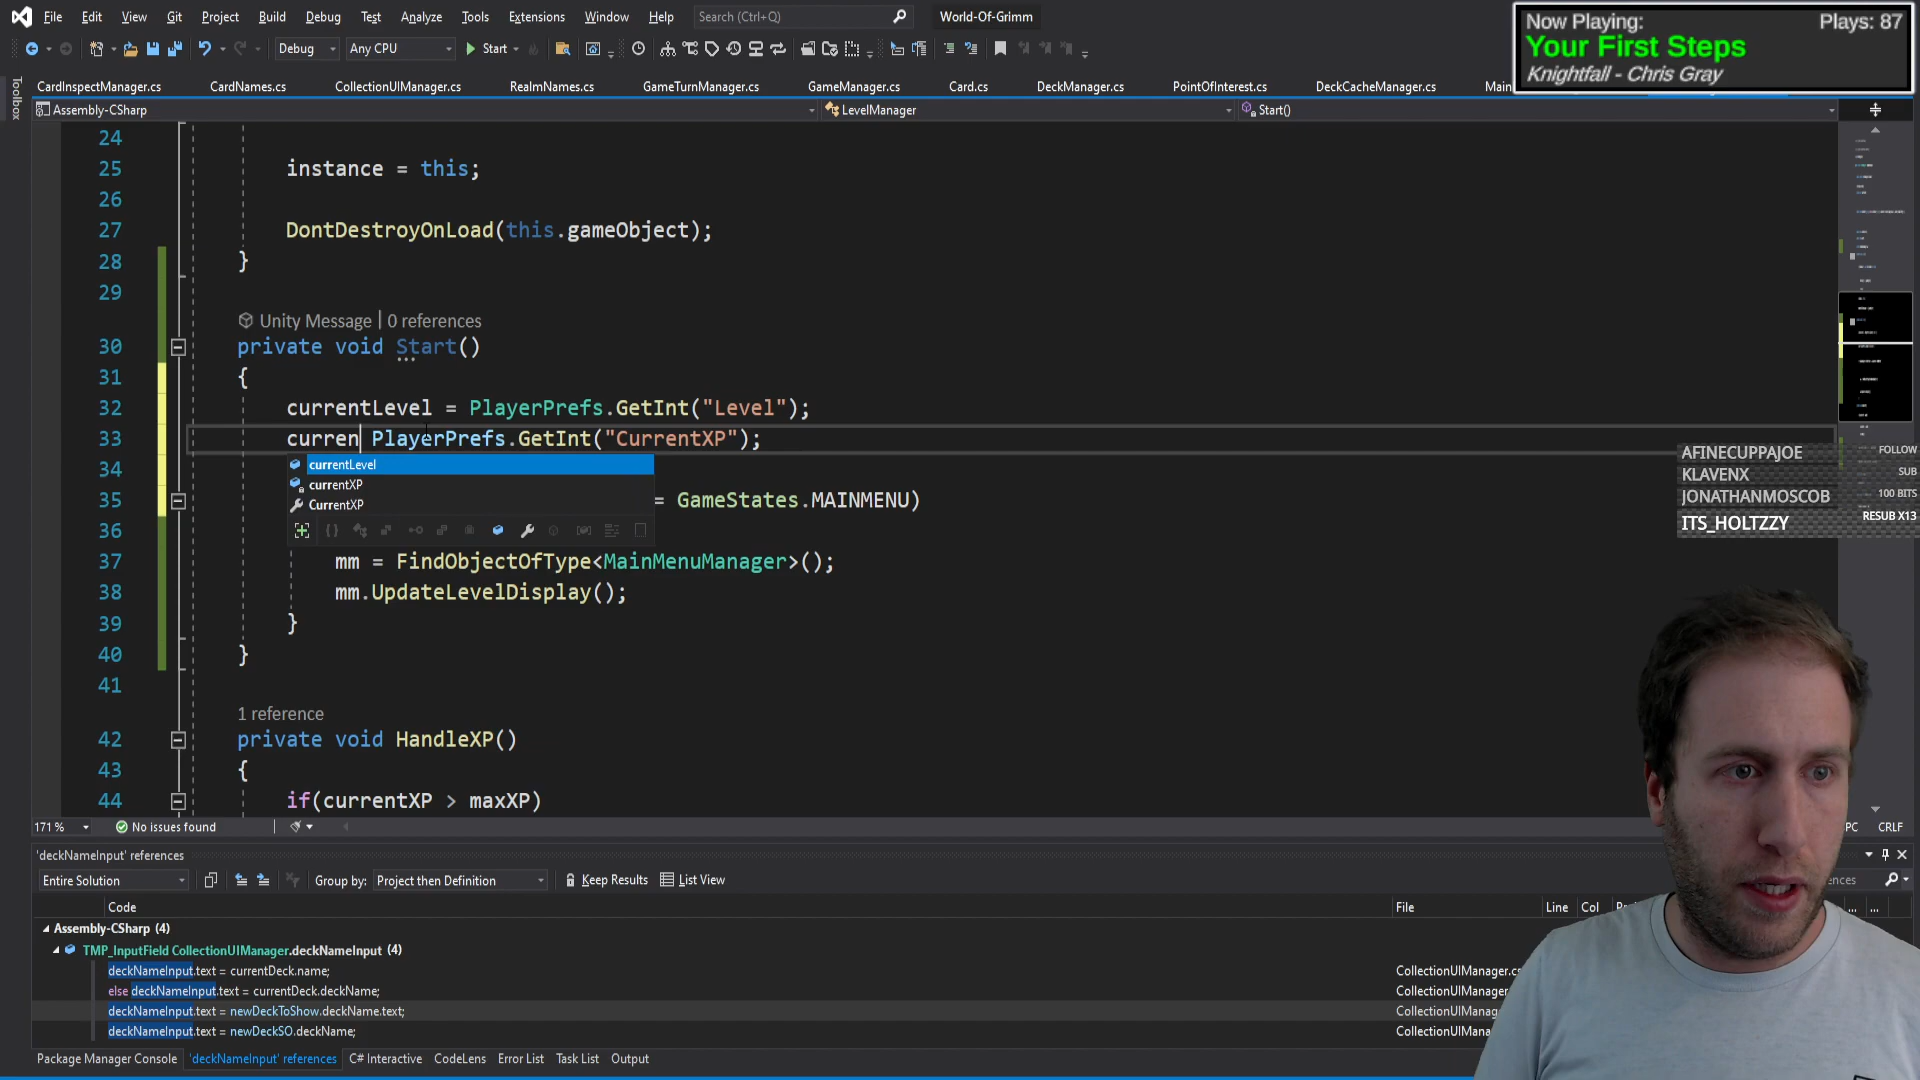 File Edit View Git Project Build Debug Test Analyze Tools Extensions Window Help Search (Ctrl+Q) World-Of-Grimm
Now Playing: Plays: 87
Your First Steps
Knightfall - Chris Gray
Debug Any CPU Start
Toolbox
CardInspectManager.cs CardNames.cs CollectionUIManager.cs RealmNames.cs GameTurnManager.cs GameManager.cs Card.cs DeckManager.cs PointOfInterest.cs DeckCacheManager.cs
Assembly-CSharp LevelManager Start()
24
25 instance = this;
26
27 DontDestroyOnLoad(this.gameObject);
28 }
29
Unity Message | 0 references
30 private void Start()
31 {
32 currentLevel = PlayerPrefs.GetInt("Level");
33 curren PlayerPrefs.GetInt("CurrentXP");
34 currentLevel
currentXP
35 = GameStates.MAINMENU)
CurrentXP
36
37 mm = FindObjectOfType<MainMenuManager>();
38 mm.UpdateLevelDisplay();
39 }
40 }
41
1 reference
42 private void HandleXP()
43 {
44 if(currentXP > maxXP)
AFINECUPPAJOE FOLLOW
KLAVENX SUB
JONATHANMOSCOB 100 BITS
ITS_HOLTZZY RESUB X13
171 % No issues found CRLF
'deckNameInput' references
Entire Solution Group by: Project then Definition Keep Results List View
Code File Line Col
Assembly-CSharp (4)
TMP_InputField CollectionUIManager.deckNameInput (4)
deckNameInput.text = currentDeck.name;
else deckNameInput.text = currentDeck.deckName;
deckNameInput.text = newDeckToShow.deckName.text;
deckNameInput.text = newDeckSO.deckName;
Package Manager Console 'deckNameInput' references C# Interactive CodeLens Error List Task List Output